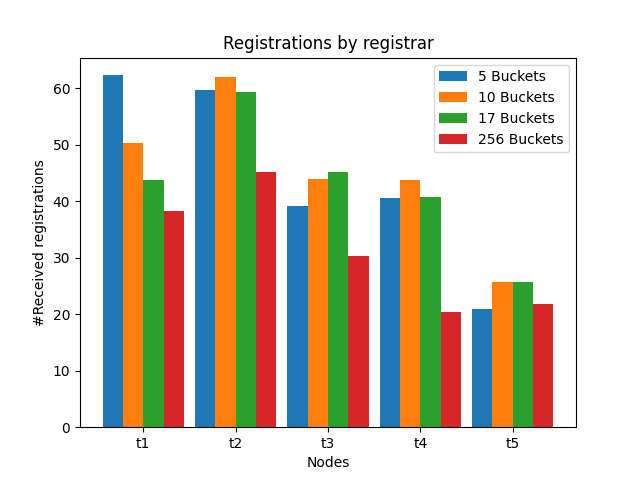 Registrations by registrar
5 Buckets
10 Buckets
17 Buckets
256 Buckets
#Received registrations
60
50
40
30
20
10
0
t1 t2 t3 t4 t5
Nodes